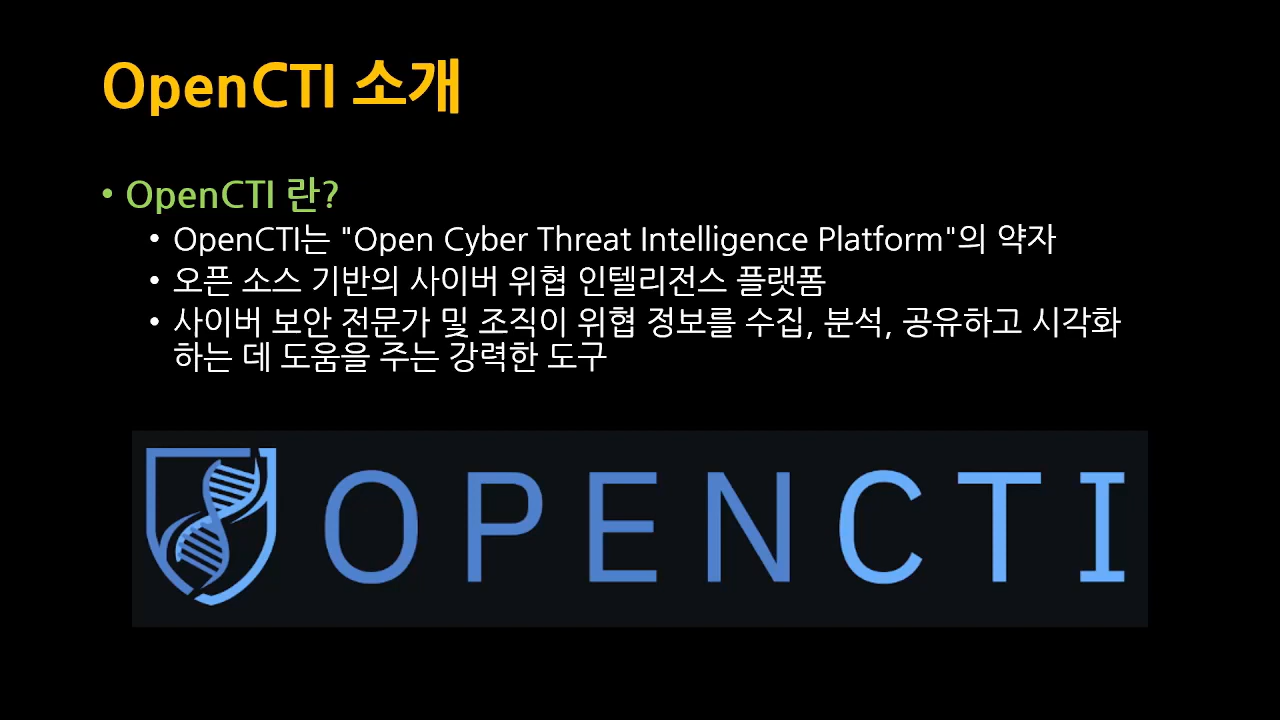 OpenCTI 소개
• OpenCTI 란?
• OpenCTI는 "Open Cyber Threat Intelligence Platform"의 약자
• 오픈 소스 기반의 사이버 위협 인텔리전스 플랫폼
• 사이버 보안 전문가 및 조직이 위협 정보를 수집, 분석, 공유하고 시각화
하는 데 도움을 주는 강력한 도구
OPENCTI